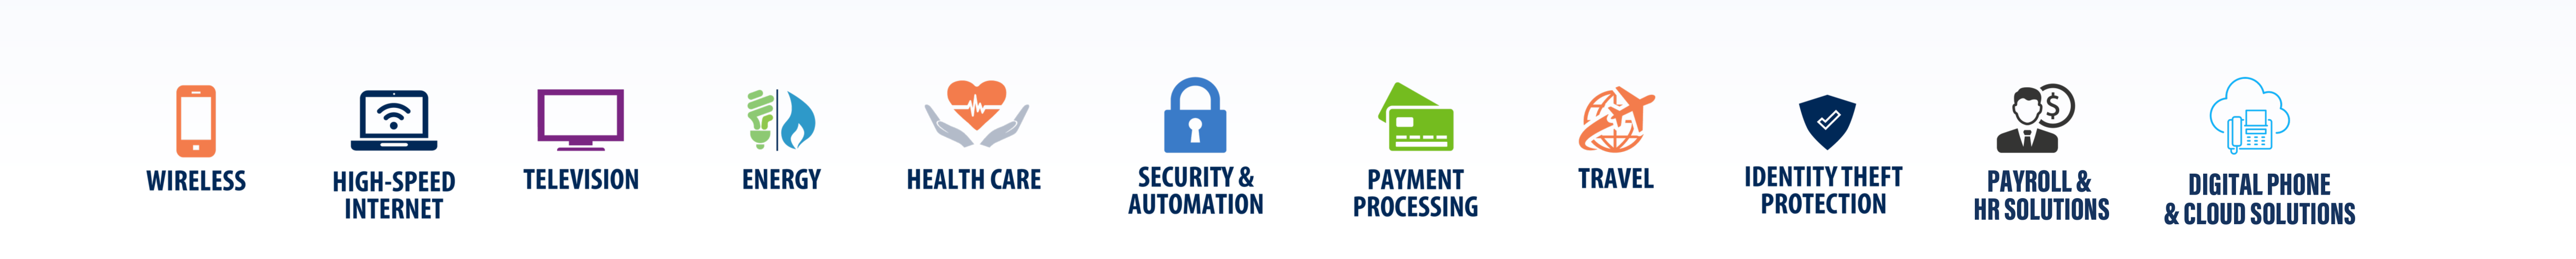 WIRELESS
HIGH-SPEED
INTERNET
TELEVISION
ENERGY
HEALTH CARE
SECURITY &
AUTOMATION
PAYMENT
PROCESSING
TRAVEL
IDENTITY THEFT
PROTECTION
PAYROLL &
HR SOLUTIONS
DIGITAL PHONE
& CLOUD SOLUTIONS